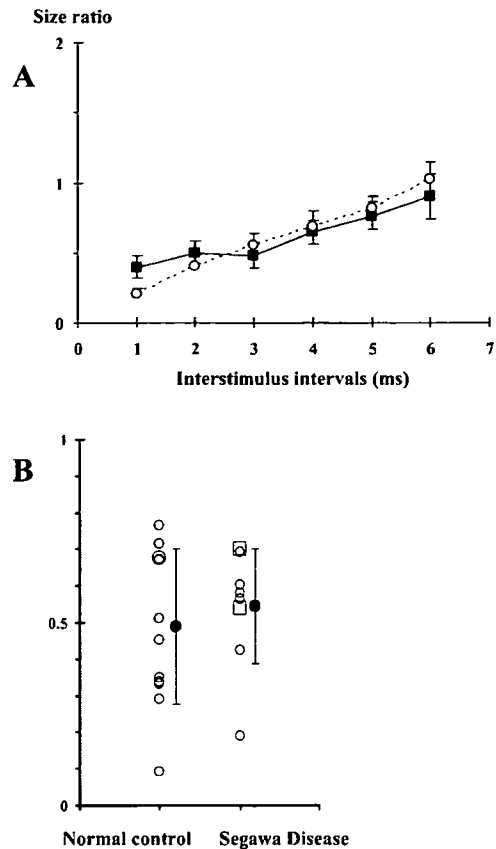 Size ratio
A
2
1
0
0 1 2 3 4 5 6 7
Interstimulus intervals (ms)
B
1
0.5
0
Normal control Segawa Disease